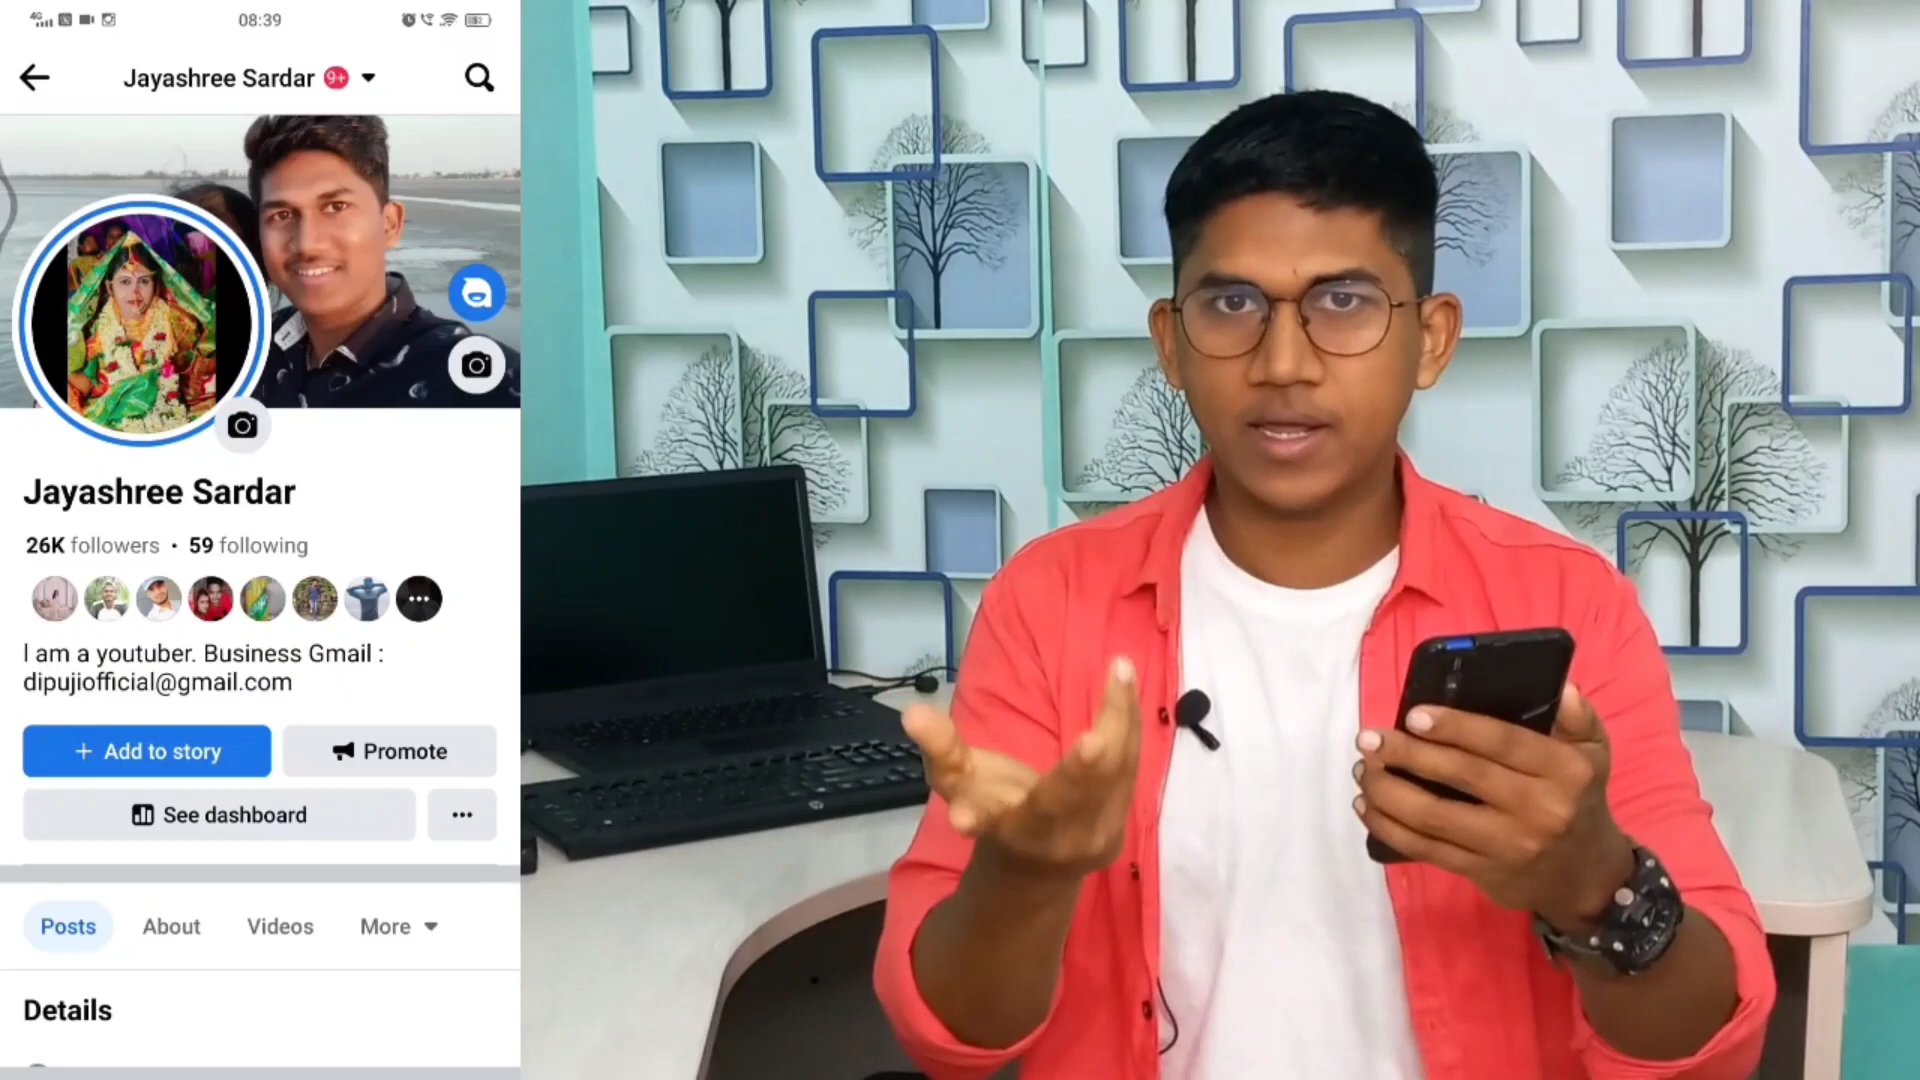 4G
08:39
Jayashree Sardar 9+
Jayashree Sardar
26K followers • 59 following
I am a youtuber. Business Gmail :
dipujiofficial@gmail.com
+ Add to story
Promote
See dashboard
Posts About Videos More
Details